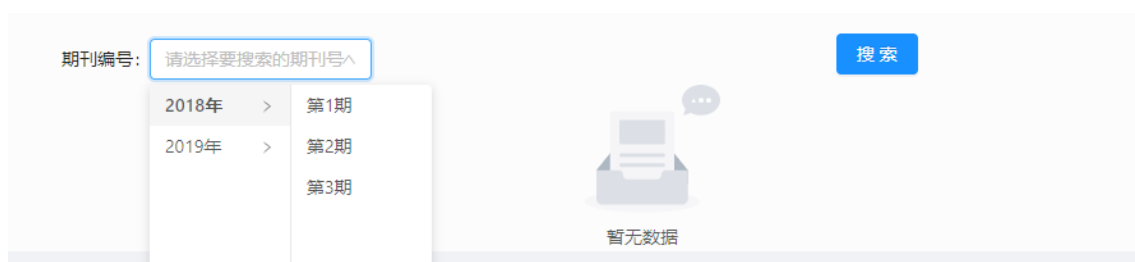 期刊编号:
请选择要搜索的期刊号
搜 索
2018年
第1期
2019年
第2期
第3期
暂无数据